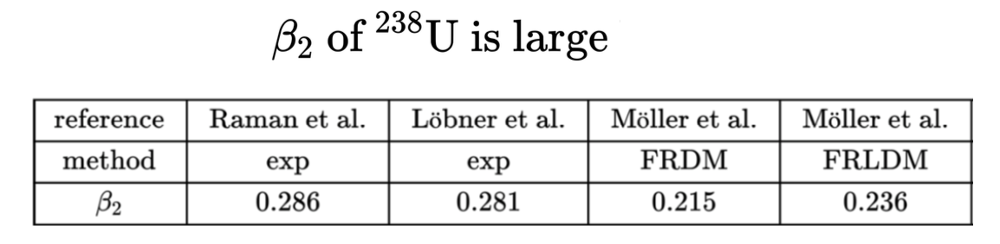 β₂ of ²³⁸U is large
reference Raman et al. Löbner et al. Möller et al. Möller et al.
method exp exp FRDM FRLDM
β₂ 0.286 0.281 0.215 0.236